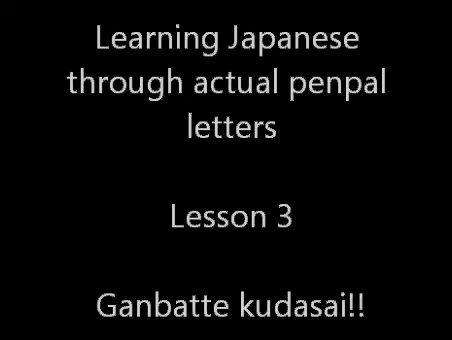 Learning Japanese
through actual penpal
letters
Lesson 3
Ganbatte kudasai!!